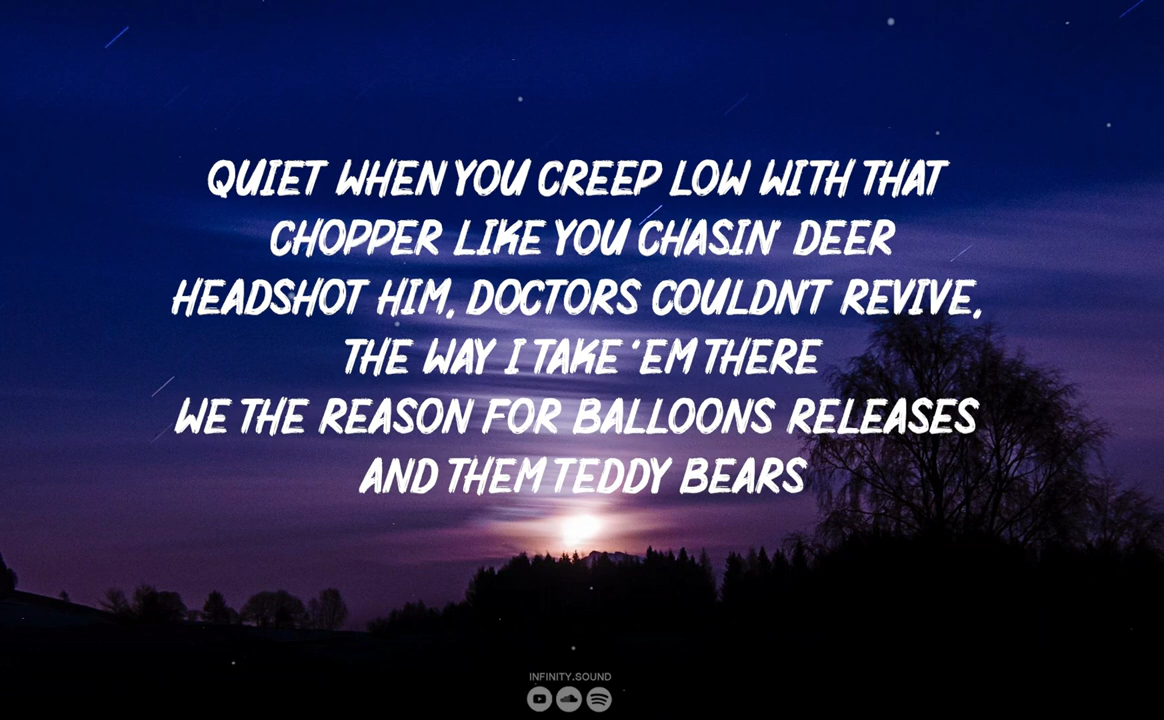 QUIET WHEN YOU CREEP LOW WITH THAT
CHOPPER LIKE YOU CHASIN' DEER
HEADSHOT HIM, DOCTORS COULDNT REVIVE,
THE WAY I TAKE 'EM THERE
WE THE REASON FOR BALLOONS RELEASES
AND THEM TEDDY BEARS
INFINITY.SOUND